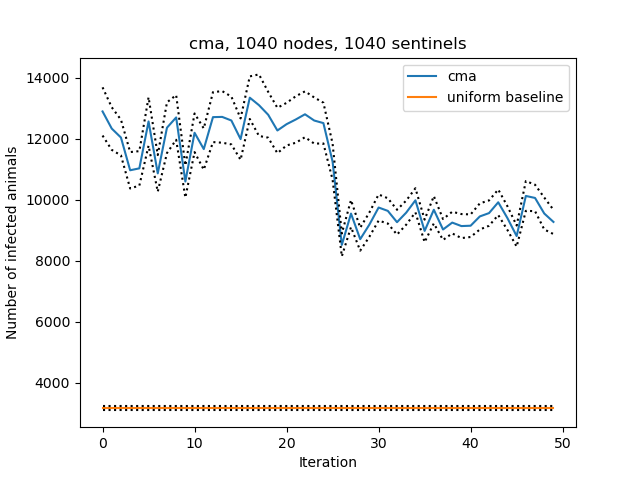 cma, 1040 nodes, 1040 sentinels
cma
uniform baseline
Number of infected animals
14000
12000
10000
8000
6000
4000
0
10
20
30
40
50
Iteration